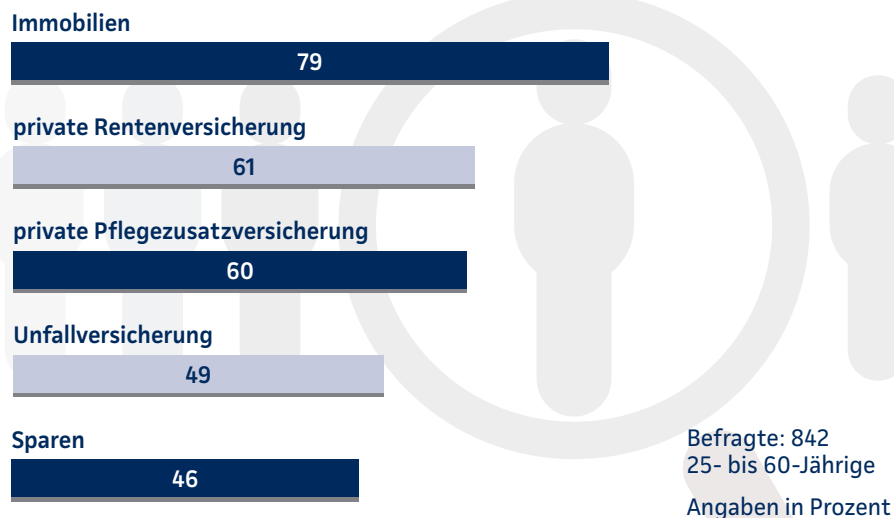 Immobilien
79
private Rentenversicherung
61
private Pflegezusatzversicherung
60
Unfallversicherung
49
Sparen
46
Befragte: 842
25- bis 60-Jährige
Angaben in Prozent